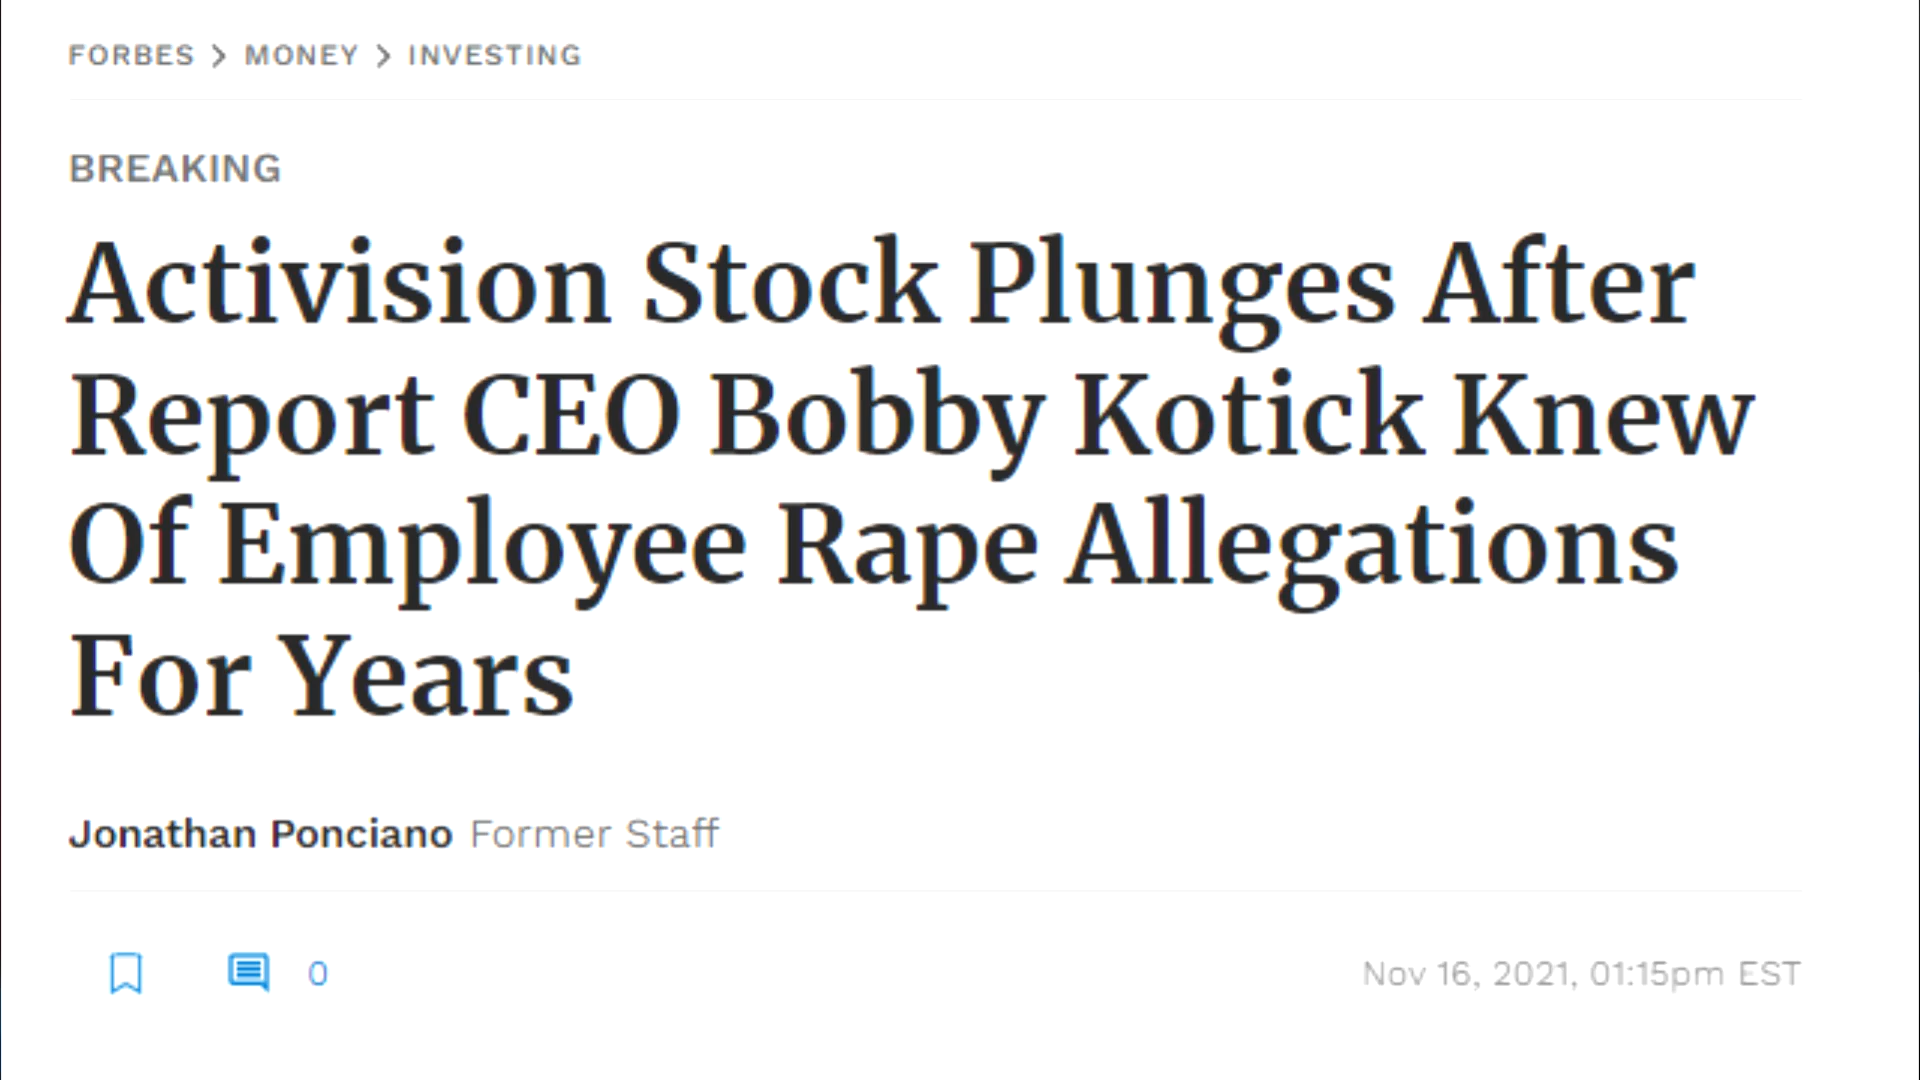 FORBES > MONEY > INVESTING
BREAKING
Activision Stock Plunges After
Report CEO Bobby Kotick Knew
Of Employee Rape Allegations
For Years
Jonathan Ponciano Former Staff
0
Nov 16, 2021, 01:15pm EST